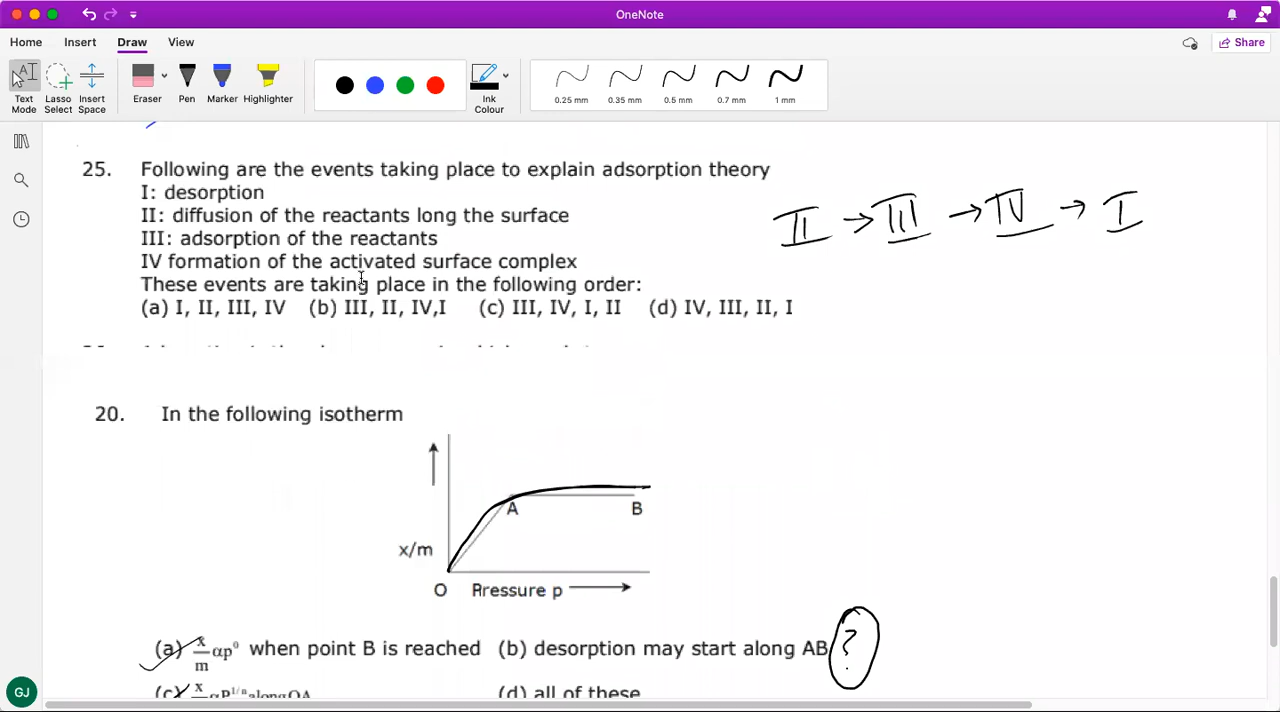 OneNote
Home Insert Draw View
Share
Text Mode
Lasso Select
Insert Space
Eraser
Pen
Marker
Highlighter
Ink Colour
0.25 mm
0.35 mm
0.5 mm
0.7 mm
1 mm
25. Following are the events taking place to explain adsorption theory
I: desorption
II: diffusion of the reactants long the surface
II → III → IV → I
III: adsorption of the reactants
IV formation of the activated surface complex
These events are taking place in the following order:
(a) I, II, III, IV (b) III, II, IV,I (c) III, IV, I, II (d) IV, III, II, I
20. In the following isotherm
A
B
x/m
O Pressure p
(a) x/m αp⁰ when point B is reached (b) desorption may start along AB ?
(c) x αP^1/n along OA (d) all of these
GJ